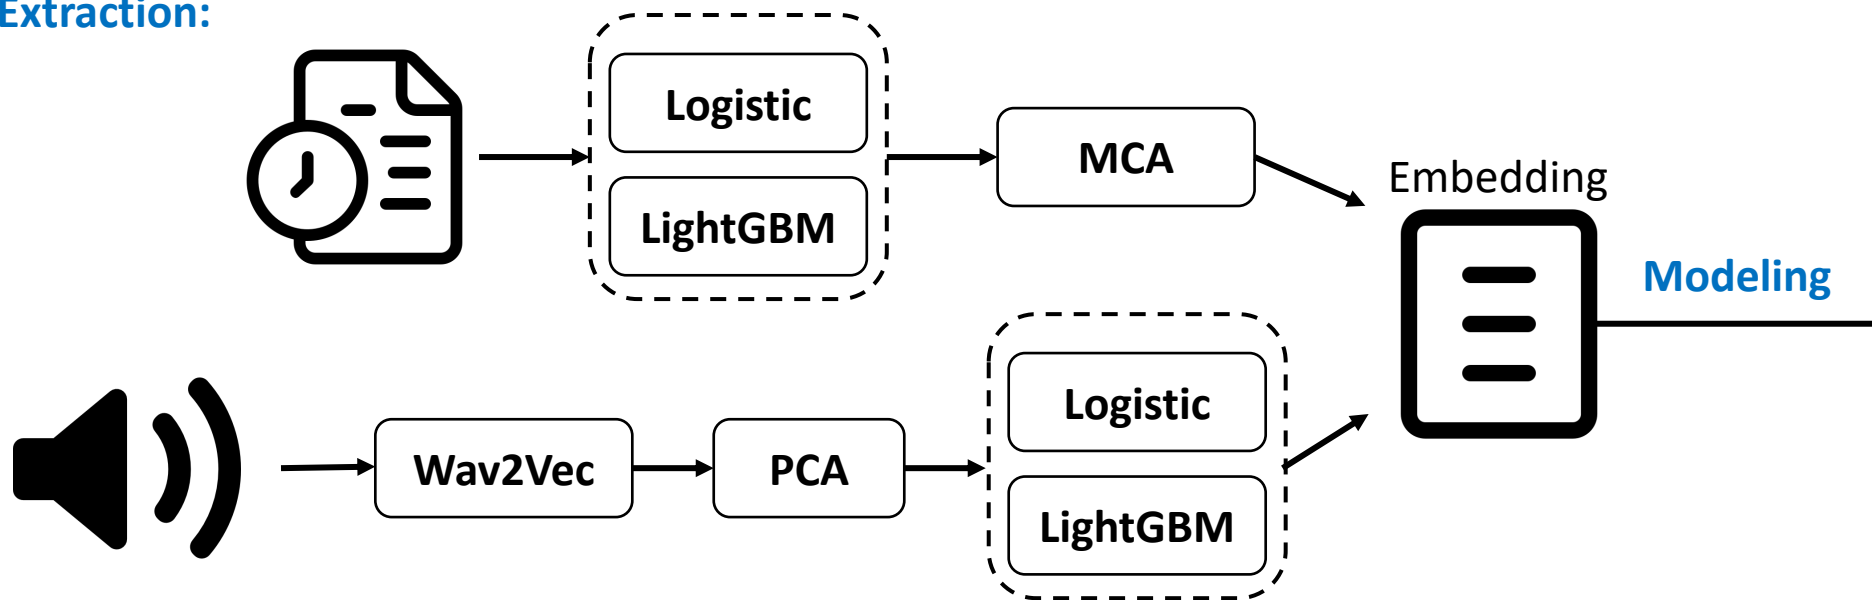 Extraction:
Logistic
LightGBM
MCA
Embedding
Modeling
Wav2Vec
PCA
Logistic
LightGBM